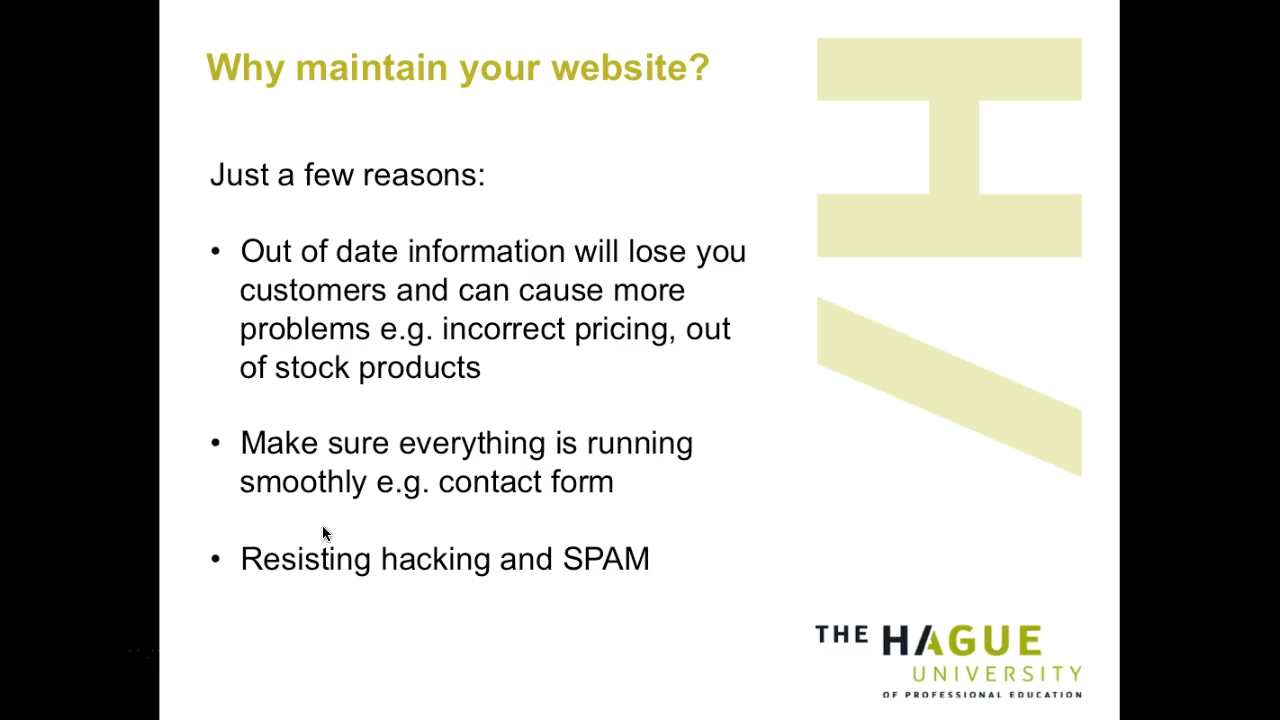 Why maintain your website?
Just a few reasons:
• Out of date information will lose you
customers and can cause more
problems e.g. incorrect pricing, out
of stock products
• Make sure everything is running
smoothly e.g. contact form
• Resisting hacking and SPAM
H/
THE HAGUE
UNIVERSITY
OF PROFESSIONAL EDUCATION